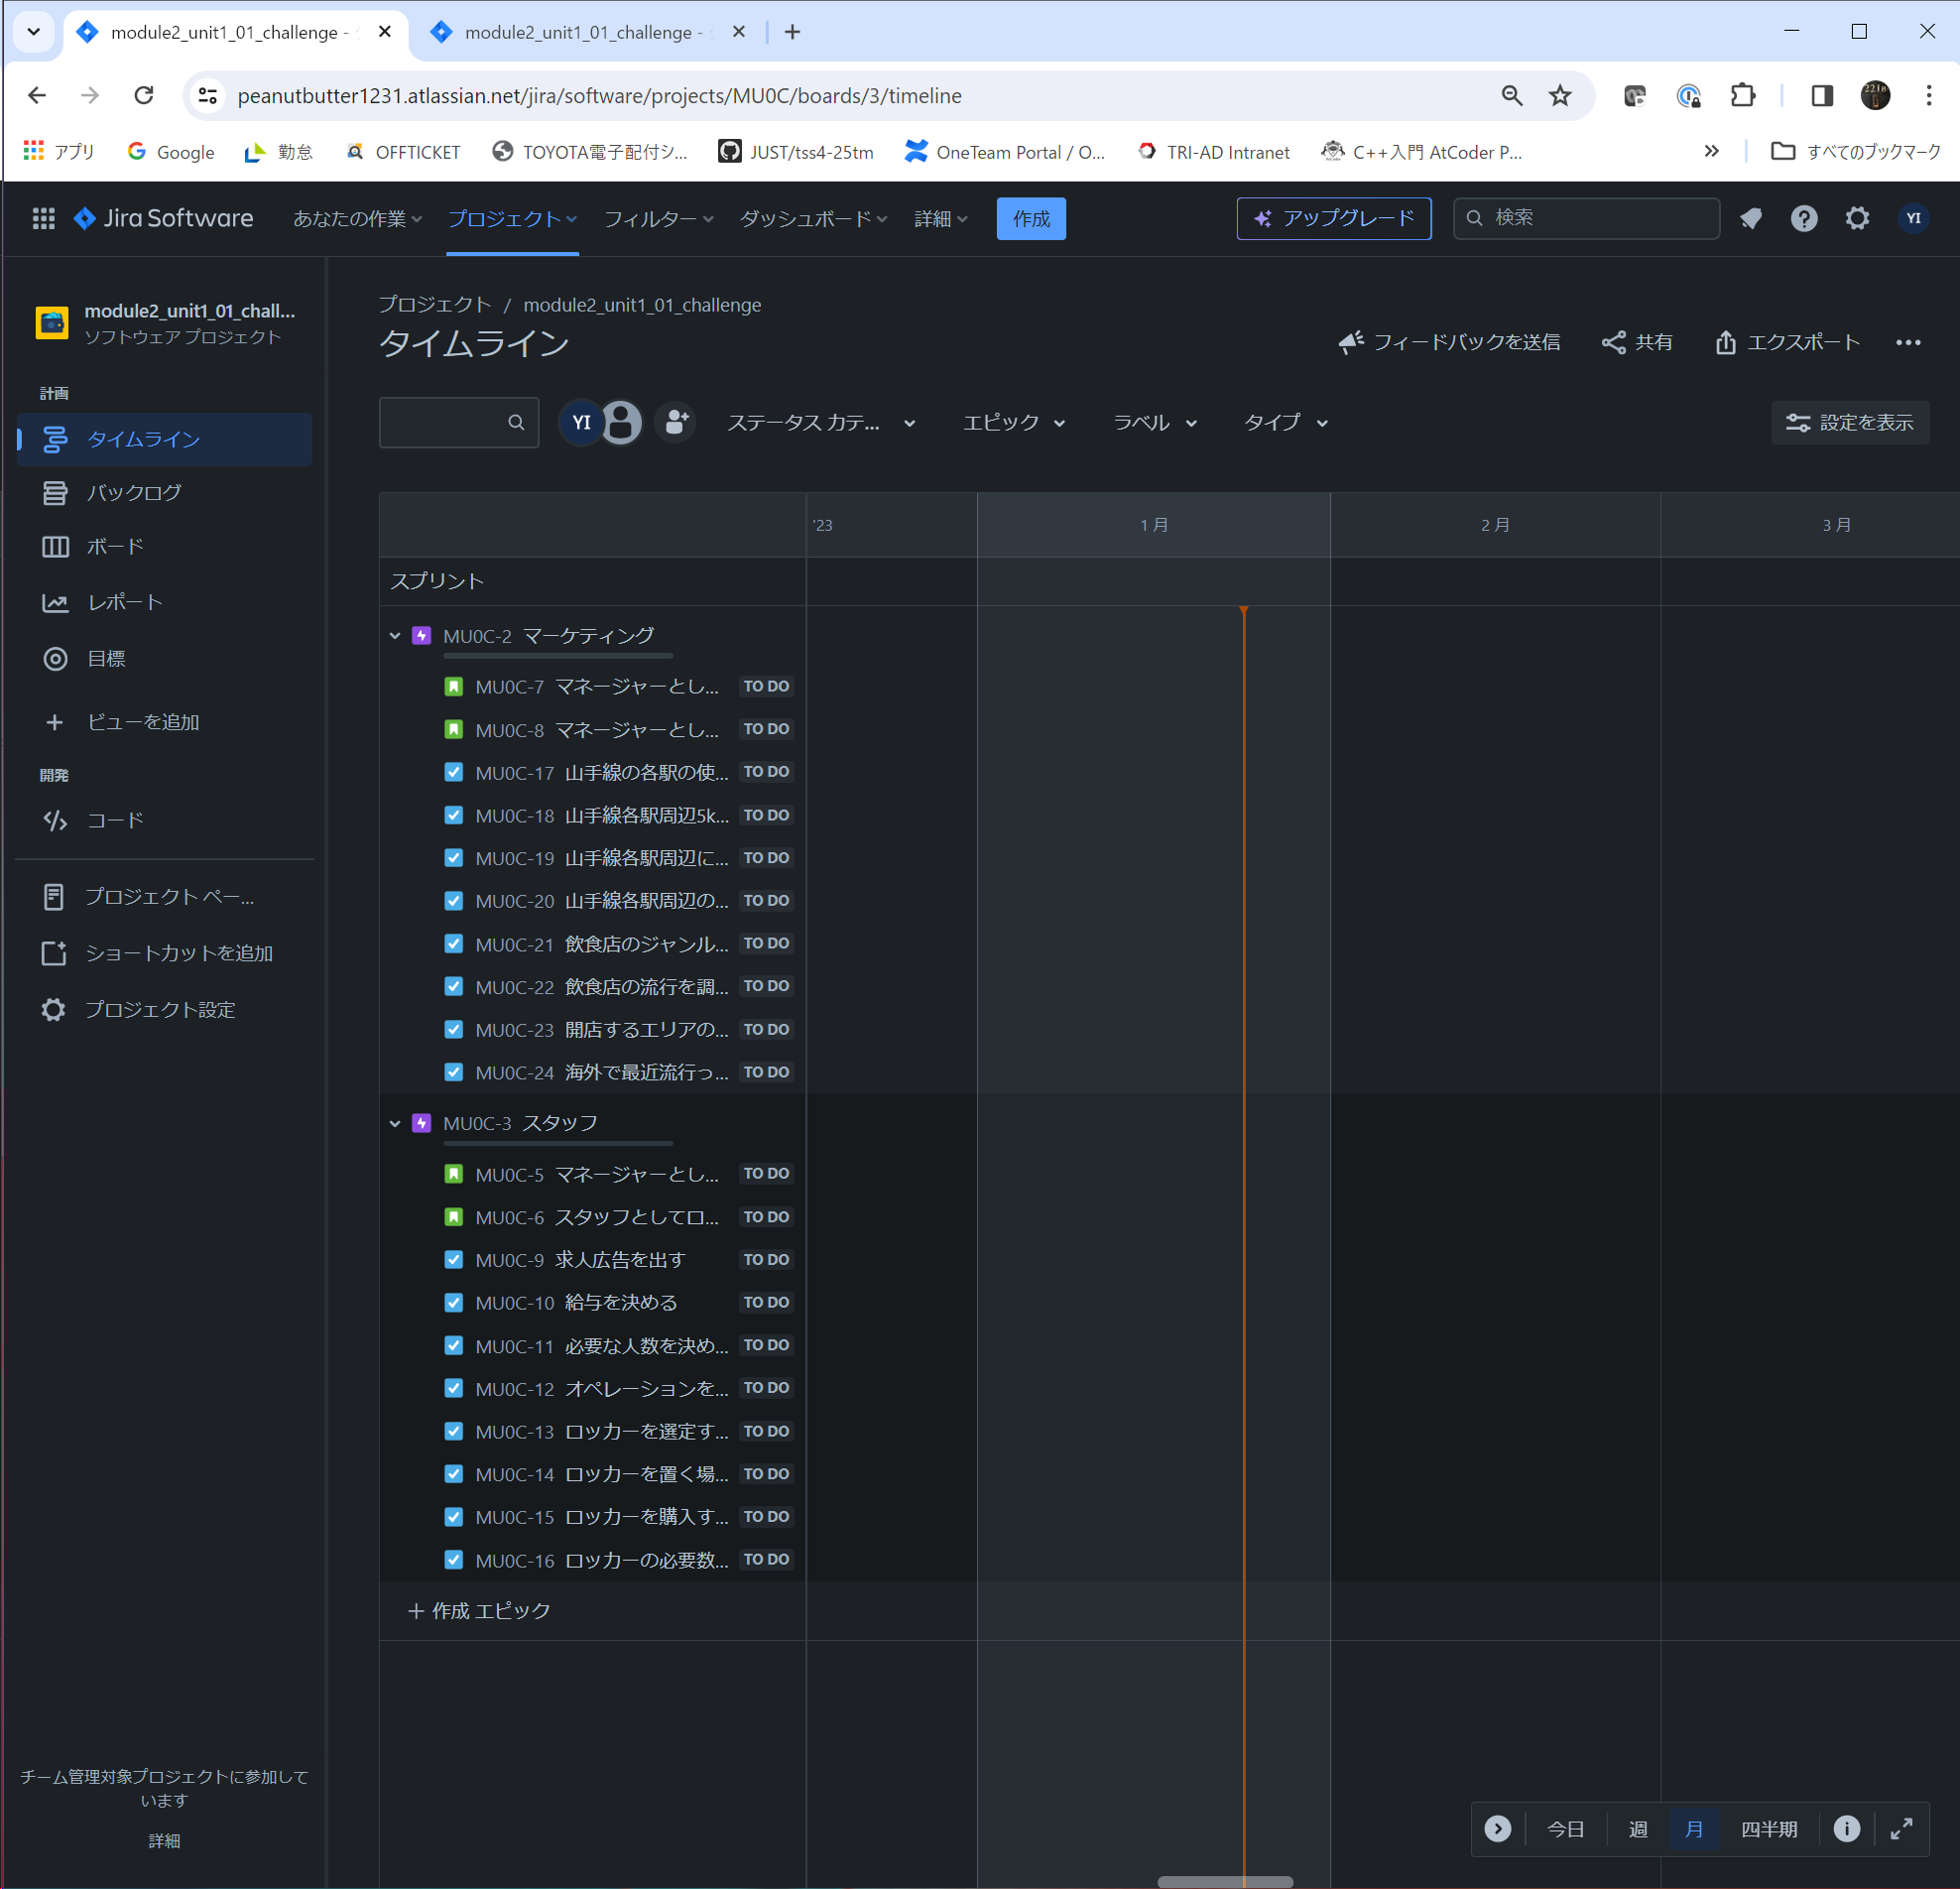 module2_unit1_01_challenge -
module2_unit1_01_challenge -
peanutbutter1231.atlassian.net/jira/software/projects/MU0C/boards/3/timeline
アプリ
Google
勤怠
OFFTICKET
TOYOTA電子配付シ...
JUST/tss4-25tm
OneTeam Portal / O...
TRI-AD Intranet
C++入門 AtCoder P...
すべてのブックマーク
Jira Software
あなたの作業
プロジェクト
フィルター
ダッシュボード
詳細
作成
アップグレード
検索
YI
module2_unit1_01_chall...
ソフトウェア プロジェクト
計画
タイムライン
バックログ
ボード
レポート
目標
ビューを追加
開発
コード
プロジェクト ペー...
ショートカットを追加
プロジェクト設定
チーム管理対象プロジェクトに参加して
います
詳細
プロジェクト / module2_unit1_01_challenge
タイムライン
フィードバックを送信
共有
エクスポート
YI
ステータス カテ...
エピック
ラベル
タイプ
設定を表示
'23
1 月
2 月
3 月
スプリント
MU0C-2 マーケティング
MU0C-7 マネージャーとし... TO DO
MU0C-8 マネージャーとし... TO DO
MU0C-17 山手線の各駅の使... TO DO
MU0C-18 山手線各駅周辺5k... TO DO
MU0C-19 山手線各駅周辺に... TO DO
MU0C-20 山手線各駅周辺の... TO DO
MU0C-21 飲食店のジャンル... TO DO
MU0C-22 飲食店の流行を調... TO DO
MU0C-23 開店するエリアの... TO DO
MU0C-24 海外で最近流行っ... TO DO
MU0C-3 スタッフ
MU0C-5 マネージャーとし... TO DO
MU0C-6 スタッフとしてロ... TO DO
MU0C-9 求人広告を出す TO DO
MU0C-10 給与を決める TO DO
MU0C-11 必要な人数を決め... TO DO
MU0C-12 オペレーションを... TO DO
MU0C-13 ロッカーを選定す... TO DO
MU0C-14 ロッカーを置く場... TO DO
MU0C-15 ロッカーを購入す... TO DO
MU0C-16 ロッカーの必要数... TO DO
+ 作成 エピック
今日
週
月
四半期